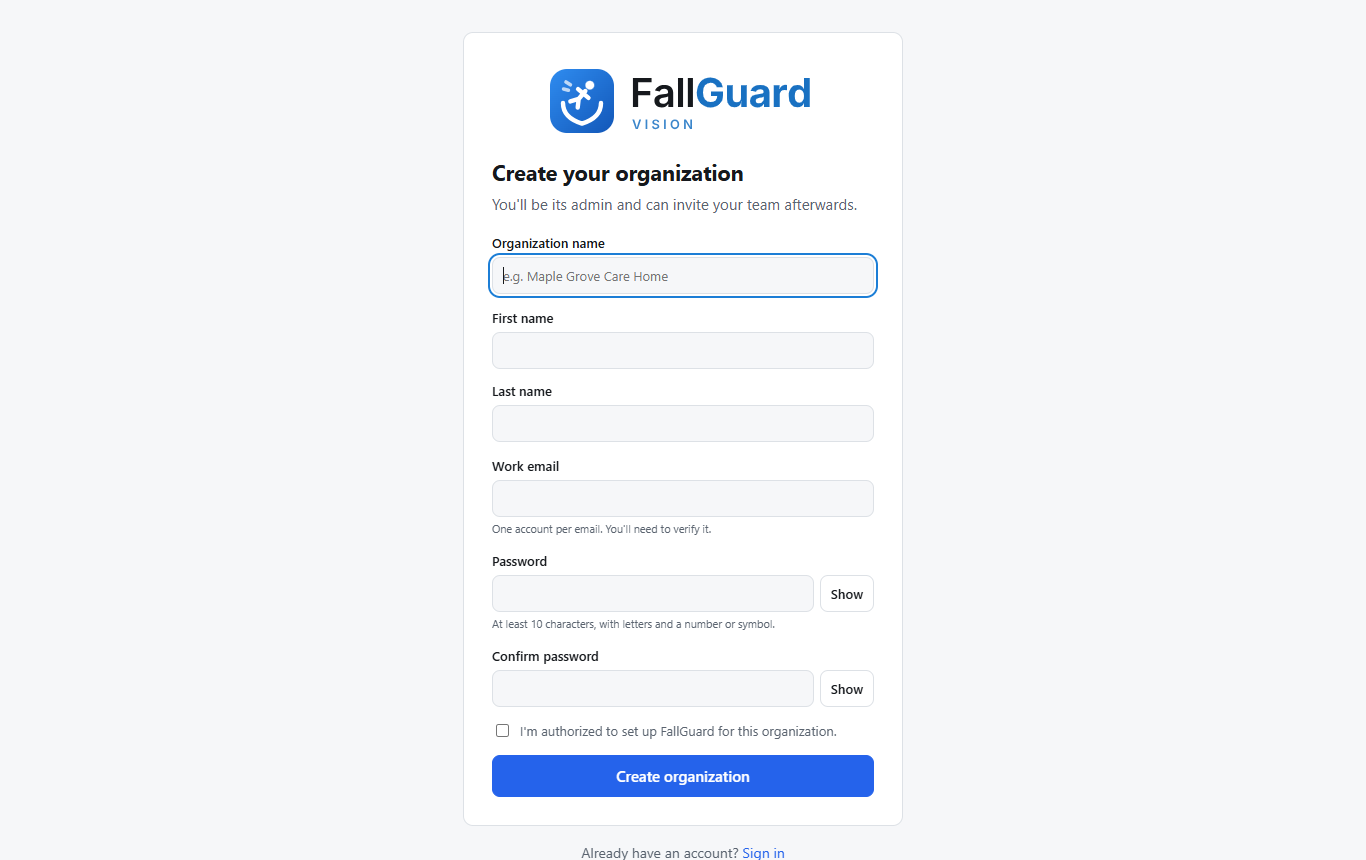 FallGuard
VISION
Create your organization
You'll be its admin and can invite your team afterwards.
Organization name
e.g. Maple Grove Care Home
First name
Last name
Work email
One account per email. You'll need to verify it.
Password
Show
At least 10 characters, with letters and a number or symbol.
Confirm password
Show
I'm authorized to set up FallGuard for this organization.
Create organization
Already have an account? Sign in